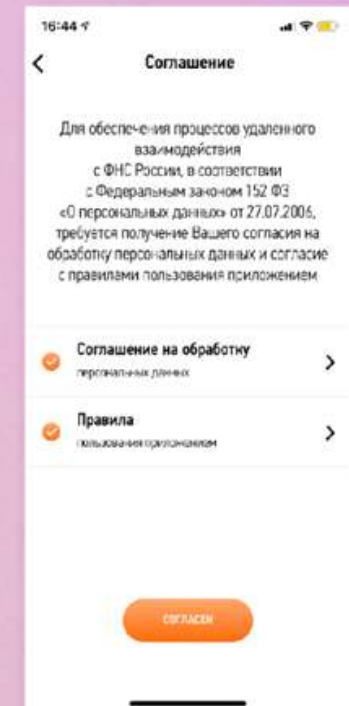 16:44
Соглашение
Для обеспечения процессов удаленного
взаимодействия
с ФНС России, в соответствии
с Федеральным законом 152 ФЗ
«О персональных данных» от 27.07.2006,
требуется получение Вашего согласия на
обработку персональных данных и согласие
с правилами пользования приложением
Соглашение на обработку
персональных данных
Правила
пользования приложением
СОГЛАСЕН